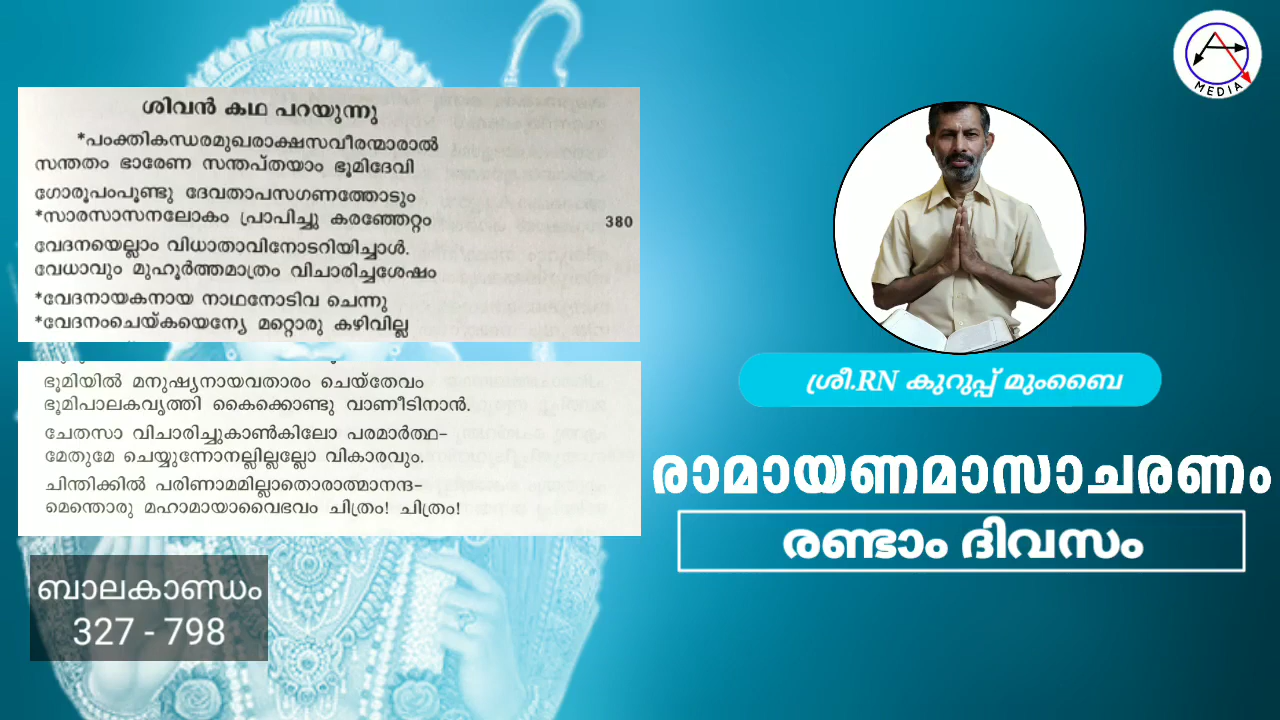 ശിവൻ കഥ പറയുന്നു
*പംക്തികന്ധരമുഖരാക്ഷസവീരന്മാരാൽ
സന്തതം ഭാരേണ സന്തപ്തയാം ഭൂമിദേവി
ഗോരൂപംപൂണ്ടു ദേവതാപസഗണത്തോടും
*സാരസാസനലോകം പ്രാപിച്ചു കരഞ്ഞേറ്റം 380
വേദനയെല്ലാം വിധാതാവിനോടറിയിച്ചാൾ.
വേധാവും മുഹൂർത്തമാത്രം വിചാരിച്ചശേഷം
*വേദനായകനായ നാഥനോടിവ ചെന്നു
*വേദനംചെയ്കയെന്യേ മറ്റൊരു കഴിവില്ല
ഭൂമിയിൽ മനുഷ്യനായവതാരം ചെയ്തേവം
ഭൂമിപാലകവൃത്തി കൈക്കൊണ്ടു വാണീടിനാൻ.
ചേതസാ വിചാരിച്ചുകാൺകിലോ പരമാർത്ഥ-
മേതുമേ ചെയ്യുന്നോനല്ലില്ലല്ലോ വികാരവും.
ചിന്തിക്കിൽ പരിണാമമില്ലാതൊരാത്മാനന്ദ-
മെന്തൊരു മഹാമായാവൈഭവം ചിത്രം! ചിത്രം!
ബാലകാണ്ഡം
327 - 798
MEDIA
ശ്രീ.RN കുറുപ്പ് മുംബൈ
രാമായണമാസാചരണം
രണ്ടാം ദിവസം